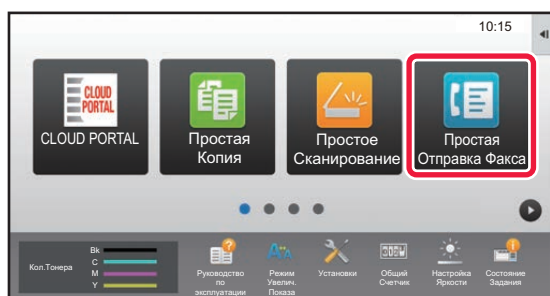 10:15
CLOUD
PORTAL
CLOUD PORTAL
Простая
Копия
Простое
Сканирование
Простая
Отправка Факса
Кол.Тонера
Bk
C
M
Y
Руководство
по
эксплуатации
Режим
Увелич.
Показа
Установки
Общий
Счетчик
Настройка
Яркости
Состояние
Задания